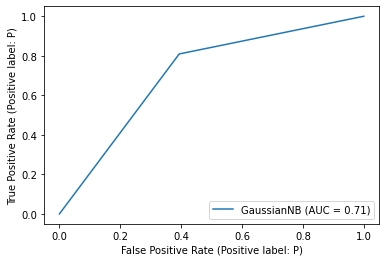 1.0
0.8
0.6
0.4
0.2
0.0
True Positive Rate (Positive label: P)
GaussianNB (AUC = 0.71)
0.0 0.2 0.4 0.6 0.8 1.0
False Positive Rate (Positive label: P)